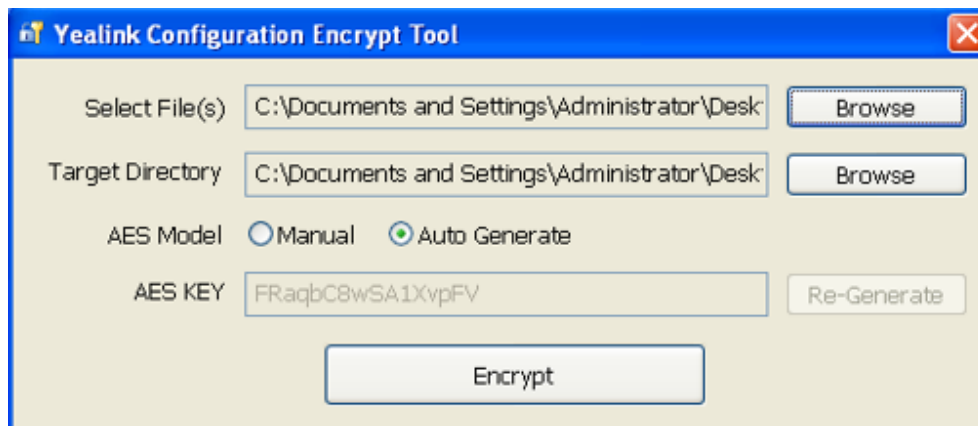 Yealink Configuration Encrypt Tool
Select File(s) C:\Documents and Settings\Administrator\Desk Browse
Target Directory C:\Documents and Settings\Administrator\Desk Browse
AES Model Manual Auto Generate
AES KEY FRaqbC8wSA1XvpFV Re-Generate
Encrypt